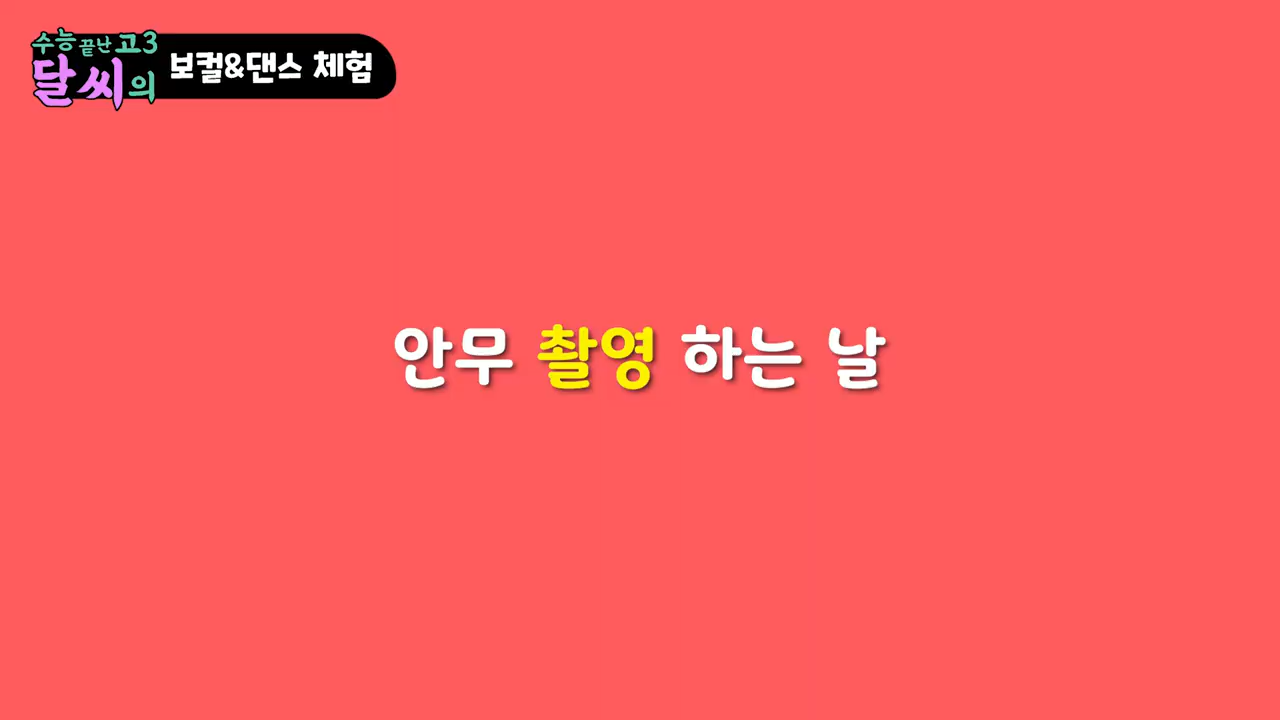 수능 끝난 고3
달씨의 보컬&댄스 체험
안무 촬영 하는 날